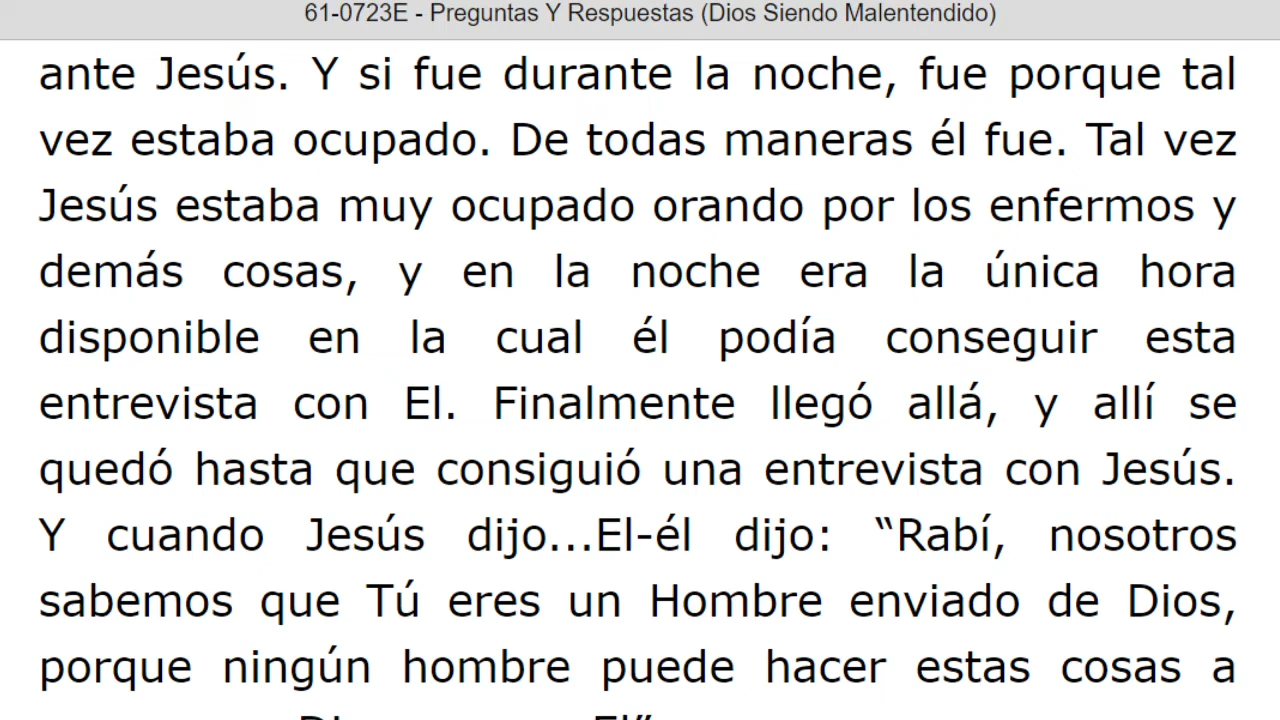 61-0723E - Preguntas Y Respuestas (Dios Siendo Malentendido)
ante Jesús. Y si fue durante la noche, fue porque tal
vez estaba ocupado. De todas maneras él fue. Tal vez
Jesús estaba muy ocupado orando por los enfermos y
demás cosas, y en la noche era la única hora
disponible en la cual él podía conseguir esta
entrevista con El. Finalmente llegó allá, y allí se
quedó hasta que consiguió una entrevista con Jesús.
Y cuando Jesús dijo...El-él dijo: “Rabí, nosotros
sabemos que Tú eres un Hombre enviado de Dios,
porque ningún hombre puede hacer estas cosas a